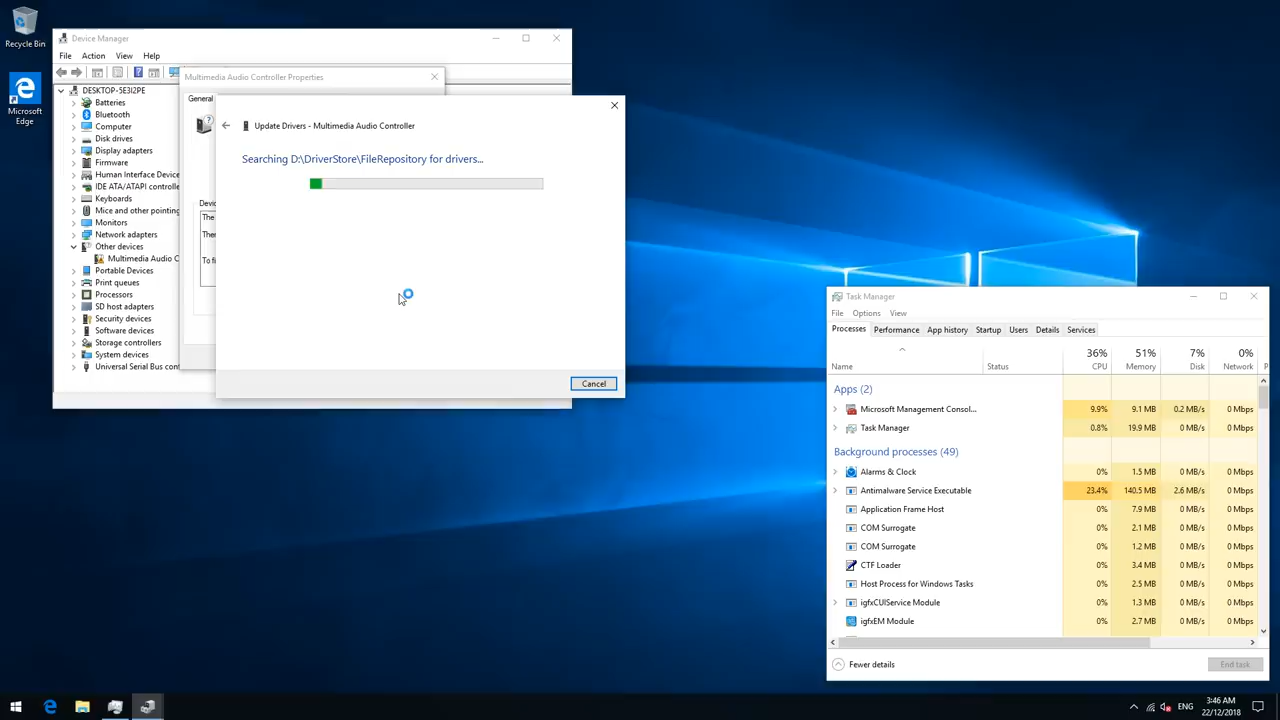 Recycle Bin
Microsoft
Edge
Device Manager
File Action View Help
DESKTOP-5E3I2PE
Batteries
Bluetooth
Computer
Disk drives
Display adapters
Firmware
Human Interface Devic
IDE ATA/ATAPI controlle
Keyboards
Mice and other pointing
Monitors
Network adapters
Other devices
Multimedia Audio C
Portable Devices
Print queues
Processors
SD host adapters
Security devices
Software devices
Storage controllers
System devices
Universal Serial Bus cont
Multimedia Audio Controller Properties
General
Devic
The
Ther
To fi
Update Drivers - Multimedia Audio Controller
Searching D:\DriverStore\FileRepository for drivers...
Cancel
Task Manager
File Options View
Processes Performance App history Startup Users Details Services
36% 51% 7% 0%
Name Status CPU Memory Disk Network P
Apps (2)
Microsoft Management Consol... 9.9% 9.1 MB 0.2 MB/s 0 Mbps
Task Manager 0.8% 19.9 MB 0 MB/s 0 Mbps
Background processes (49)
Alarms & Clock 0% 1.5 MB 0 MB/s 0 Mbps
Antimalware Service Executable 23.4% 140.5 MB 2.6 MB/s 0 Mbps
Application Frame Host 0% 7.9 MB 0 MB/s 0 Mbps
COM Surrogate 0% 2.1 MB 0 MB/s 0 Mbps
COM Surrogate 0% 1.2 MB 0 MB/s 0 Mbps
CTF Loader 0% 3.4 MB 0 MB/s 0 Mbps
Host Process for Windows Tasks 0% 2.5 MB 0 MB/s 0 Mbps
igfxCUIService Module 0% 1.3 MB 0 MB/s 0 Mbps
igfxEM Module 0% 2.7 MB 0 MB/s 0 Mbps
Fewer details End task
ENG
3:46 AM
22/12/2018